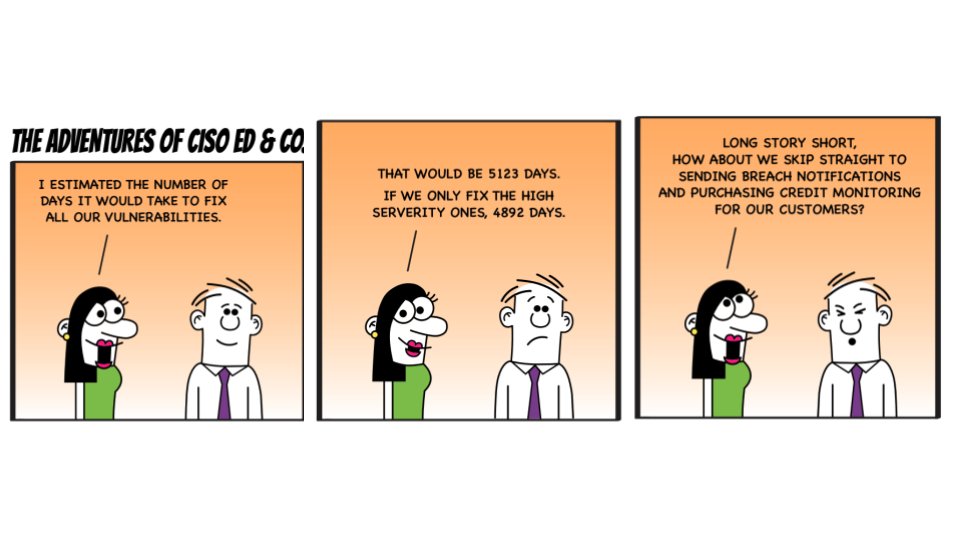 THE ADVENTURES OF CISO ED & CO.
I ESTIMATED THE NUMBER OF
DAYS IT WOULD TAKE TO FIX
ALL OUR VULNERABILITIES.
THAT WOULD BE 5123 DAYS.
IF WE ONLY FIX THE HIGH
SERVERITY ONES, 4892 DAYS.
LONG STORY SHORT,
HOW ABOUT WE SKIP STRAIGHT TO
SENDING BREACH NOTIFICATIONS
AND PURCHASING CREDIT MONITORING
FOR OUR CUSTOMERS?